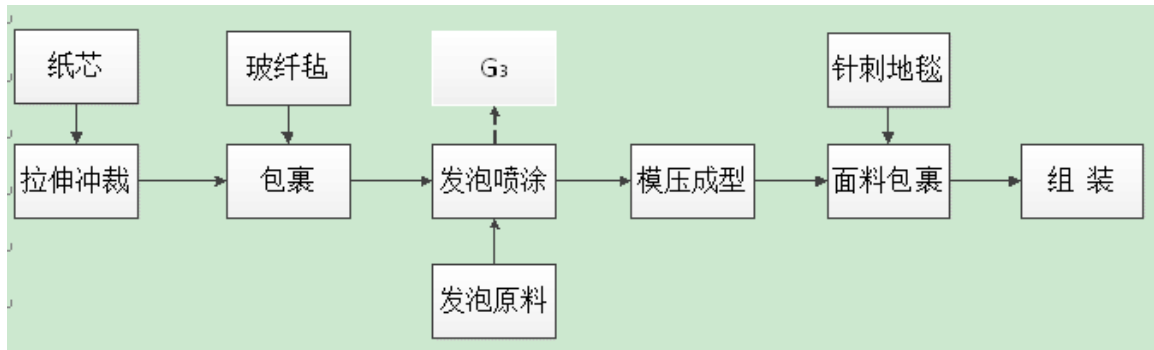 纸芯
玻纤毡
G₃
针刺地毯
拉伸冲裁
包裹
发泡喷涂
模压成型
面料包裹
组 装
发泡原料